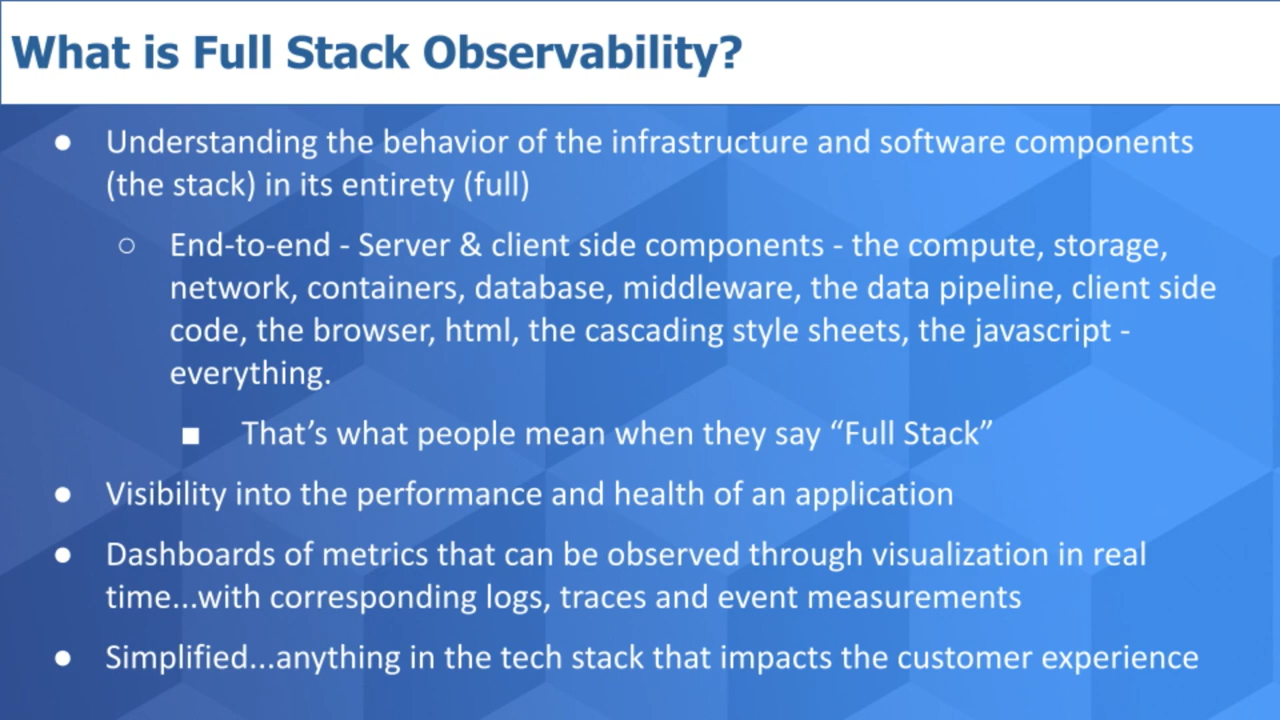 What is Full Stack Observability?
● Understanding the behavior of the infrastructure and software components
(the stack) in its entirety (full)
○ End-to-end - Server & client side components - the compute, storage,
network, containers, database, middleware, the data pipeline, client side
code, the browser, html, the cascading style sheets, the javascript -
everything.
■ That’s what people mean when they say “Full Stack”
● Visibility into the performance and health of an application
● Dashboards of metrics that can be observed through visualization in real
time...with corresponding logs, traces and event measurements
● Simplified...anything in the tech stack that impacts the customer experience